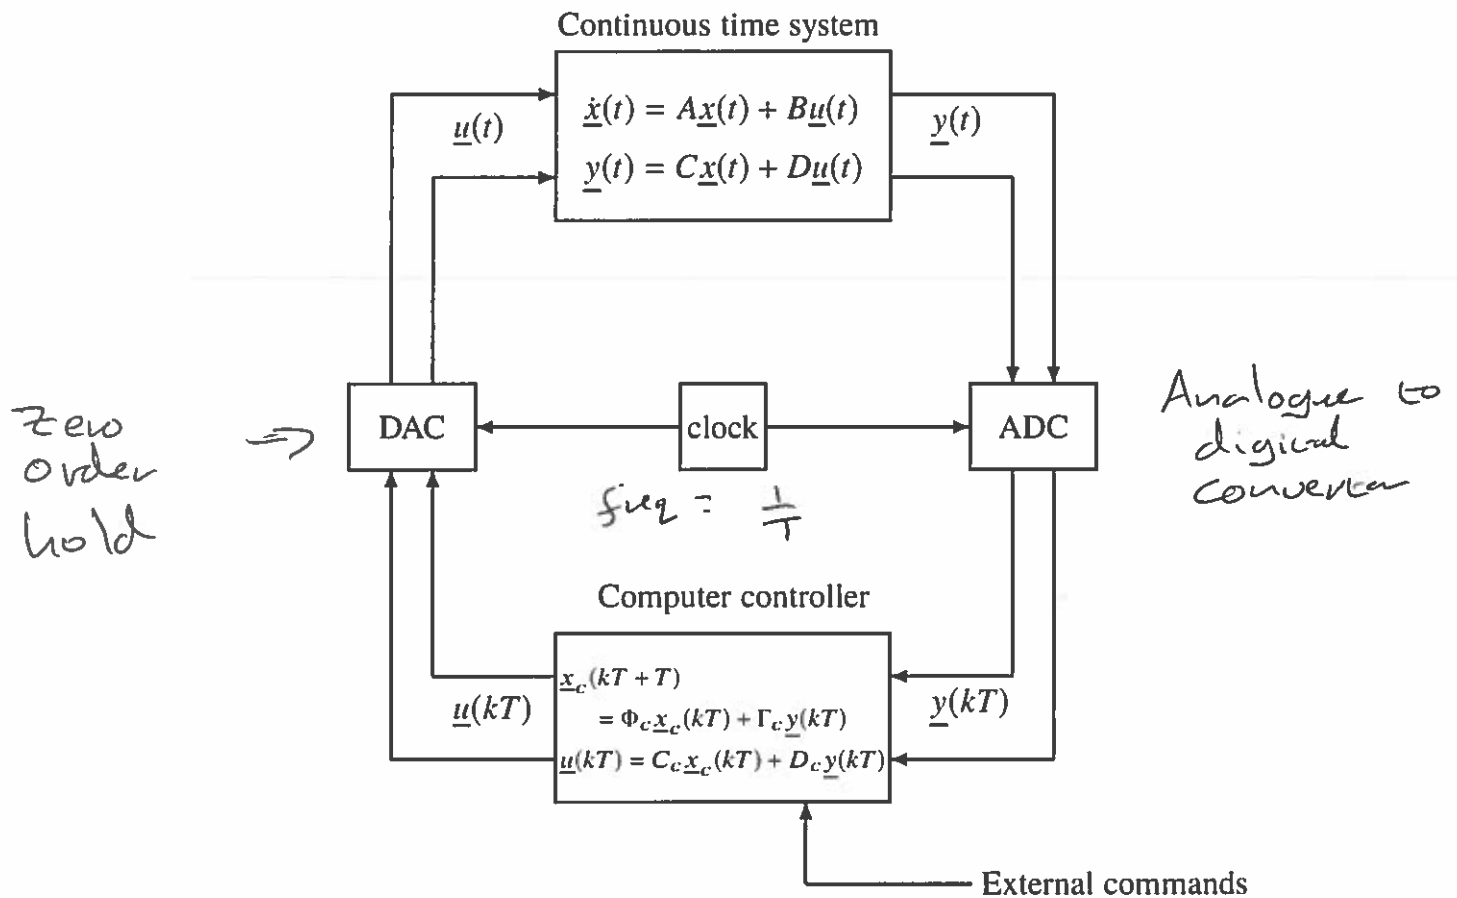 Continuous time system
ẋ(t) = Ax(t) + Bu(t)
y(t) = Cx(t) + Du(t)
u(t)
y(t)
DAC
clock
ADC
Zero
order
hold
⇒
Analogue to
digital
converter
freq = 1/T
Computer controller
x_c(kT + T)
= Φ_c x_c(kT) + Γ_c y(kT)
u(kT) = C_c x_c(kT) + D_c y(kT)
u(kT)
y(kT)
External commands